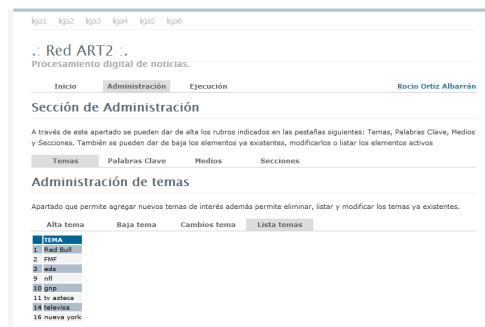 liga1 liga2 liga3 liga4 liga5 liga6
.: Red ART2 :.
Procesamiento digital de noticias.
Inicio Administración Ejecución Rocio Ortiz Albarrán
Sección de Administración
A través de este apartado se pueden dar de alta los rubros indicados en las pestañas siguientes: Temas, Palabras Clave, Medios
y Secciones. También se pueden dar de baja los elementos ya existentes, modificarlos o listar los elementos activos
Temas Palabras Clave Medios Secciones
Administración de temas
Apartado que permite agregar nuevos temas de interés además permite eliminar, listar y modificar los temas ya existentes.
Alta tema Baja tema Cambios tema Lista temas
TEMA
1 Red Bull
2 FMF
3 eds
9 nfl
10 gnp
11 tv azteca
14 televisa
16 nueva york